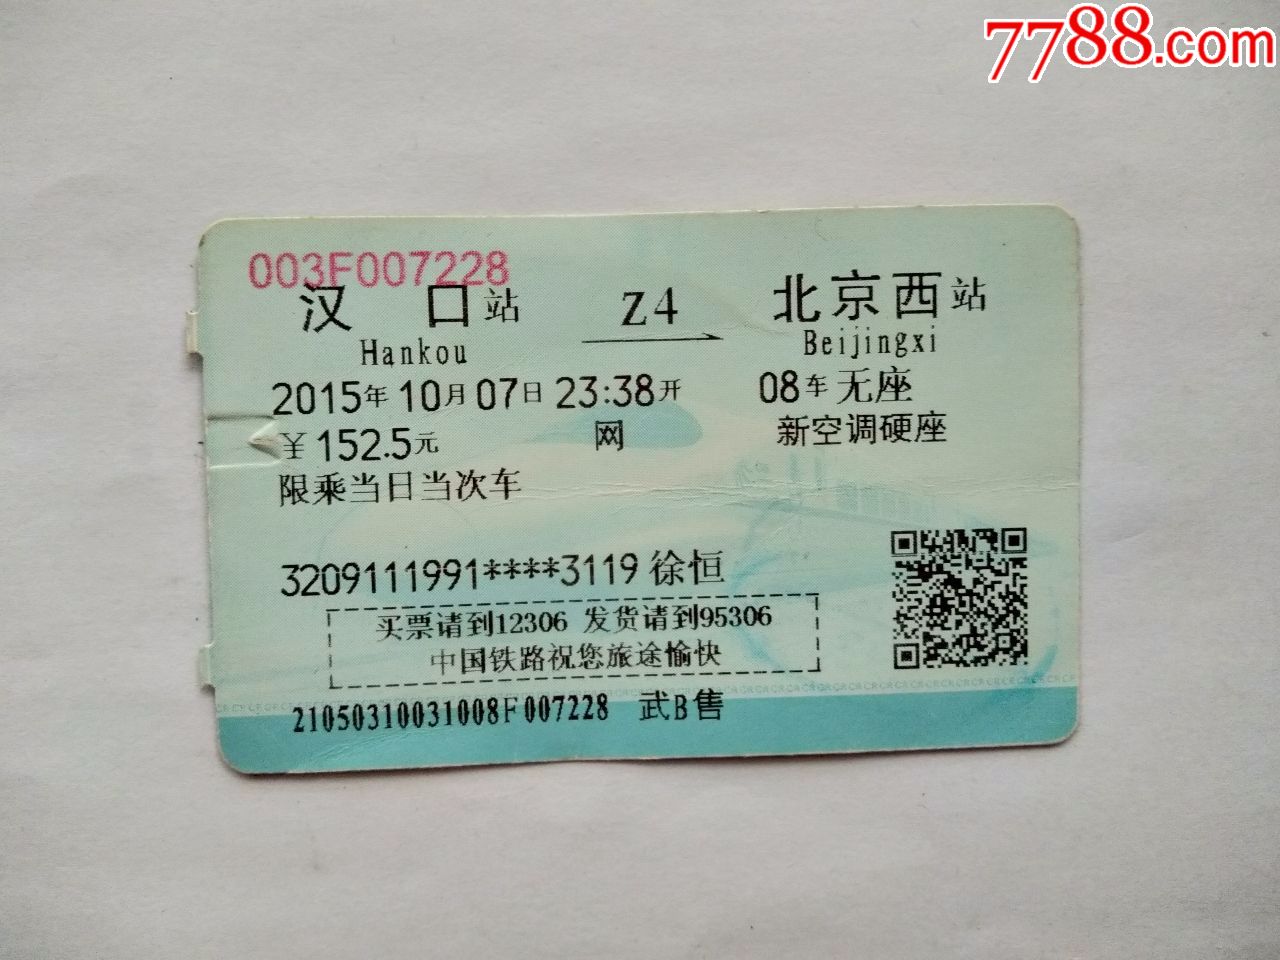 7788.com
003F007228
汉 口站 Z4 北京西站
Hankou Beijingxi
2015年10月07日23:38开 08车无座
￥152.5元 网 新空调硬座
限乘当日当次车
3209111991****3119徐恒
买票请到12306 发货请到95306
中国铁路祝您旅途愉快
21050310031008F007228 武B售